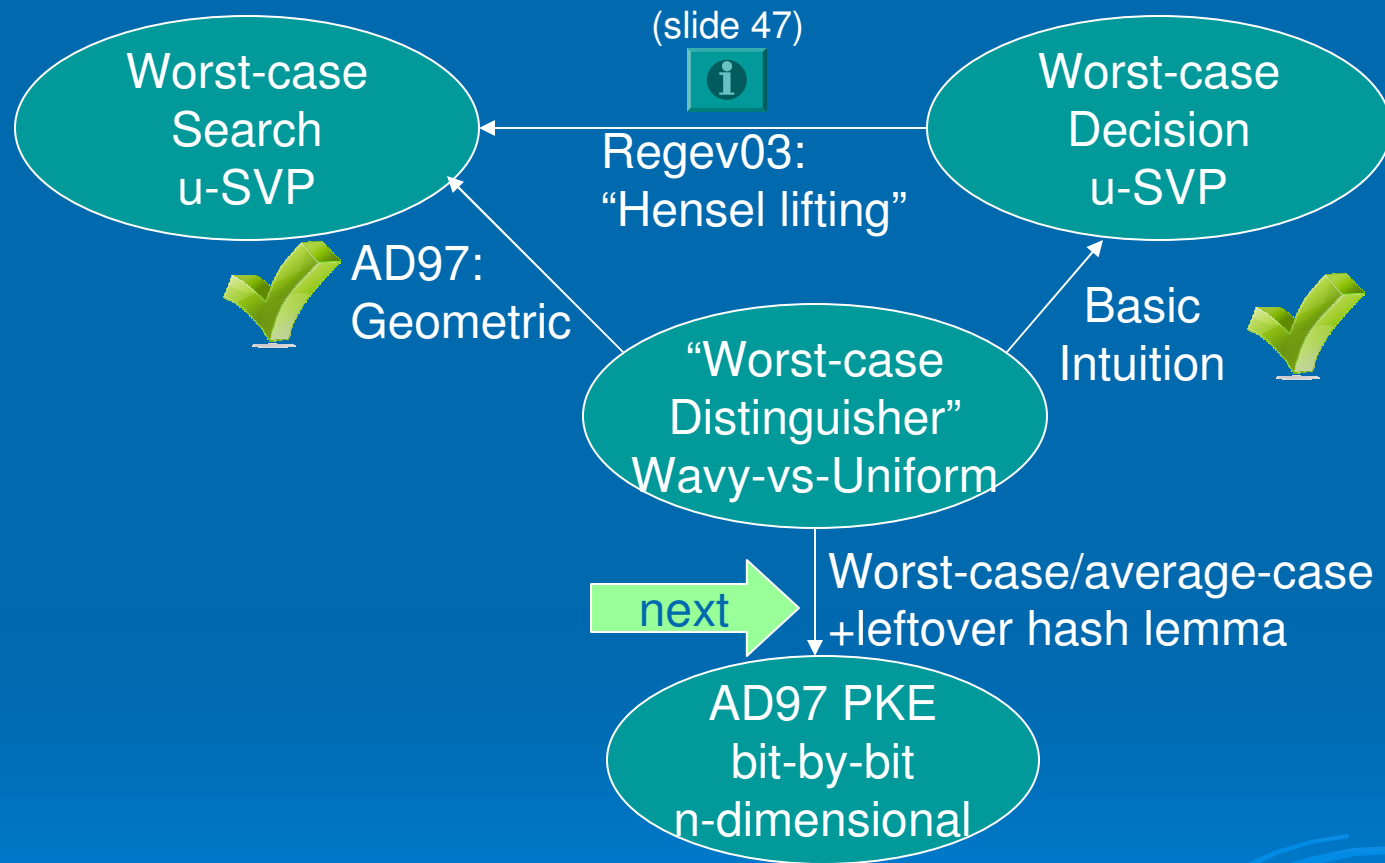 (slide 47)
Worst-case
Search
u-SVP
Worst-case
Decision
u-SVP
Regev03:
“Hensel lifting”
AD97:
Geometric
Basic
Intuition
“Worst-case
Distinguisher”
Wavy-vs-Uniform
next
Worst-case/average-case
+leftover hash lemma
AD97 PKE
bit-by-bit
n-dimensional